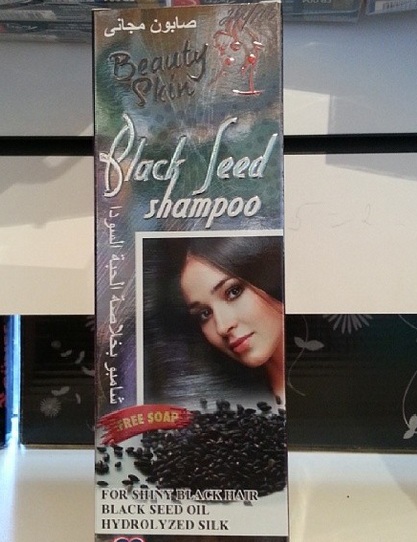 صابون مجانى
Beauty
Skin
Black Seed
shampoo
شامبو بخلاصة الحبة السودا
FREE SOAP
FOR SHINY BLACK HAIR
BLACK SEED OIL
HYDROLYZED SILK